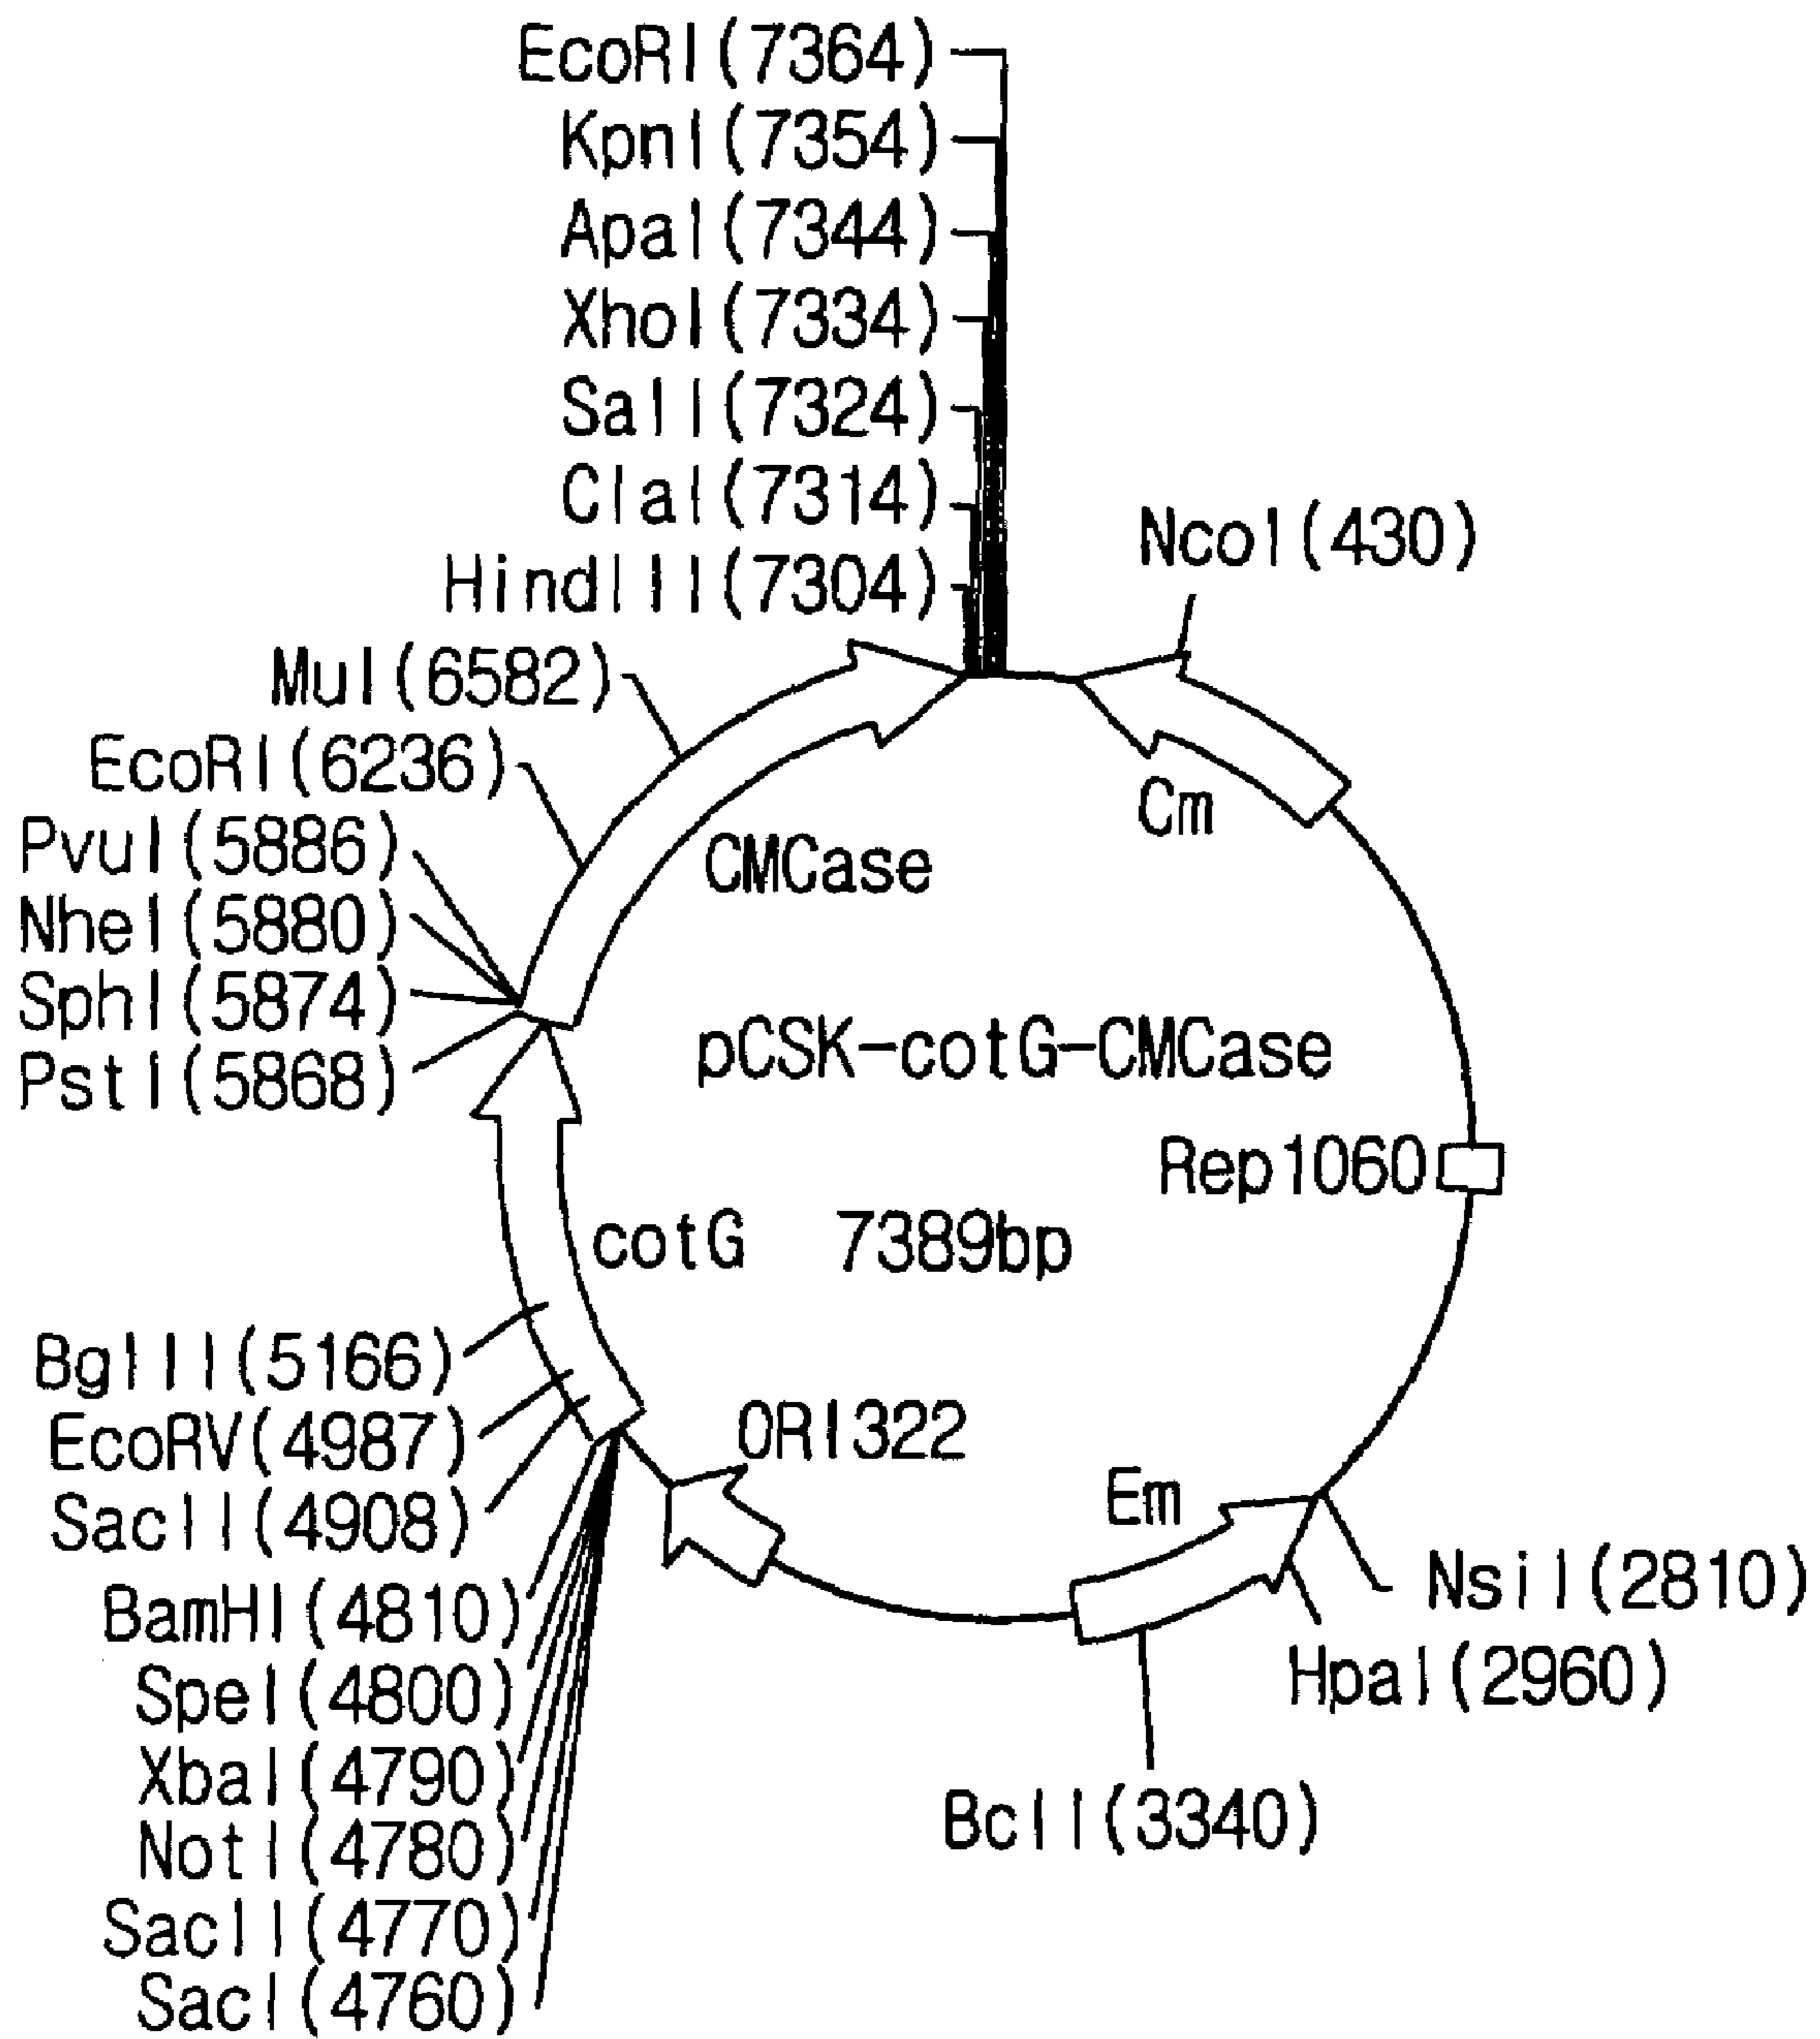 EcoRI(7364)
KpnI(7354)
ApaI(7344)
XhoI(7334)
SalI(7324)
ClaI(7314)
HindIII(7304)
NcoI(430)
MuI(6582)
EcoRI(6236)
PvuI(5886)
NheI(5880)
SphI(5874)
PstI(5868)
Cm
CMCase
pCSK-cotG-CMCase
Rep1060
cotG 7389bp
BglII(5166)
EcoRV(4987)
SacII(4908)
ORI322
Em
BamHI(4810)
SpeI(4800)
XbaI(4790)
NotI(4780)
SacII(4770)
SacI(4760)
NsiI(2810)
HpaI(2960)
BclI(3340)